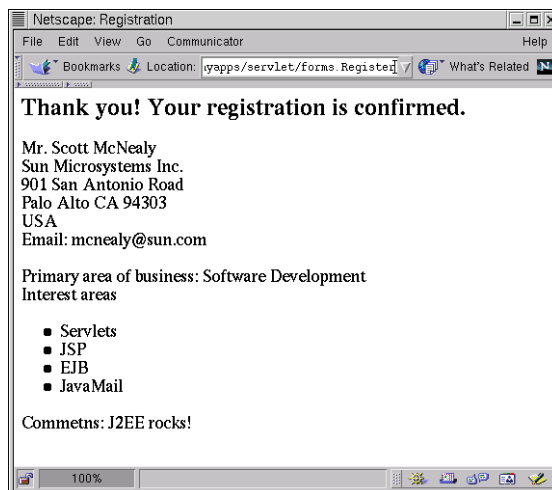 Netscape: Registration
File Edit View Go Communicator Help
Bookmarks Location: yapps/servlet/forms.Register What's Related N
Thank you! Your registration is confirmed.
Mr. Scott McNealy
Sun Microsystems Inc.
901 San Antonio Road
Palo Alto CA 94303
USA
Email: mcnealy@sun.com
Primary area of business: Software Development
Interest areas
Servlets
JSP
EJB
JavaMail
Commetns: J2EE rocks!
100%